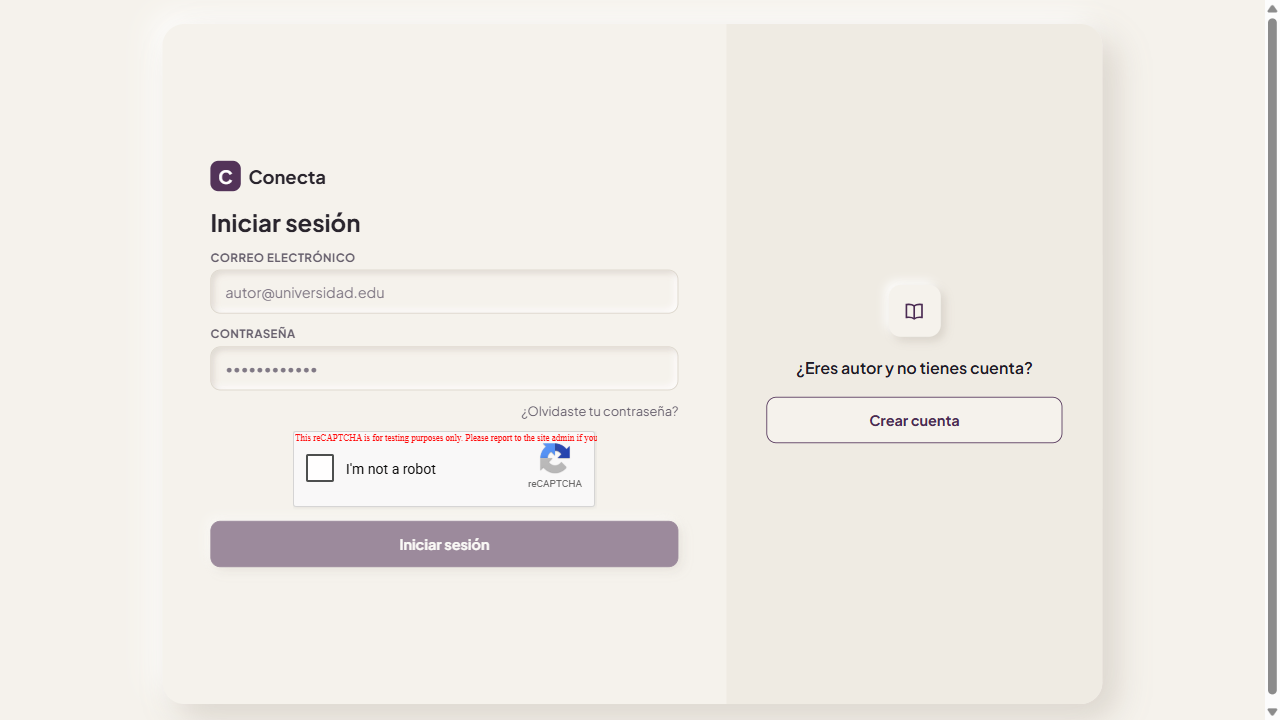 C Conecta
Iniciar sesión
CORREO ELECTRÓNICO
autor@universidad.edu
CONTRASEÑA
••••••••••••
¿Olvidaste tu contraseña?
This reCAPTCHA is for testing purposes only. Please report to the site admin if you
I'm not a robot
reCAPTCHA
Iniciar sesión
¿Eres autor y no tienes cuenta?
Crear cuenta